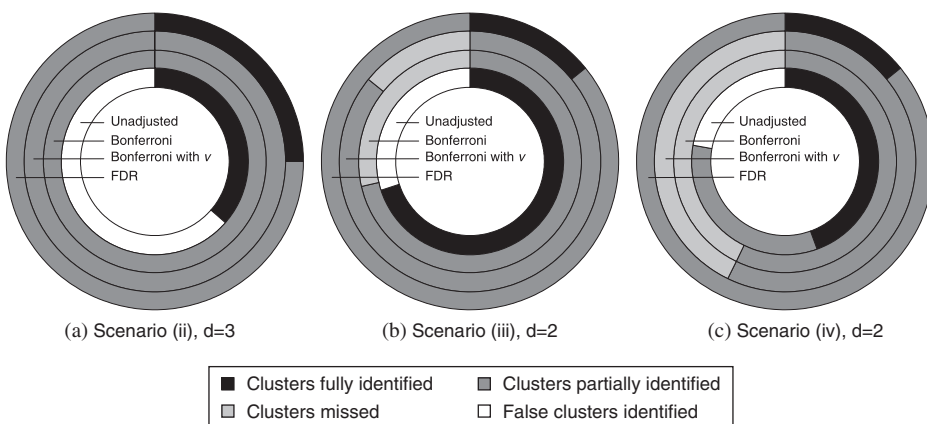 Unadjusted
Bonferroni
Bonferroni with v
FDR
Unadjusted
Bonferroni
Bonferroni with v
FDR
Unadjusted
Bonferroni
Bonferroni with v
FDR
(a) Scenario (ii), d=3
(b) Scenario (iii), d=2
(c) Scenario (iv), d=2
Clusters fully identified
Clusters partially identified
Clusters missed
False clusters identified